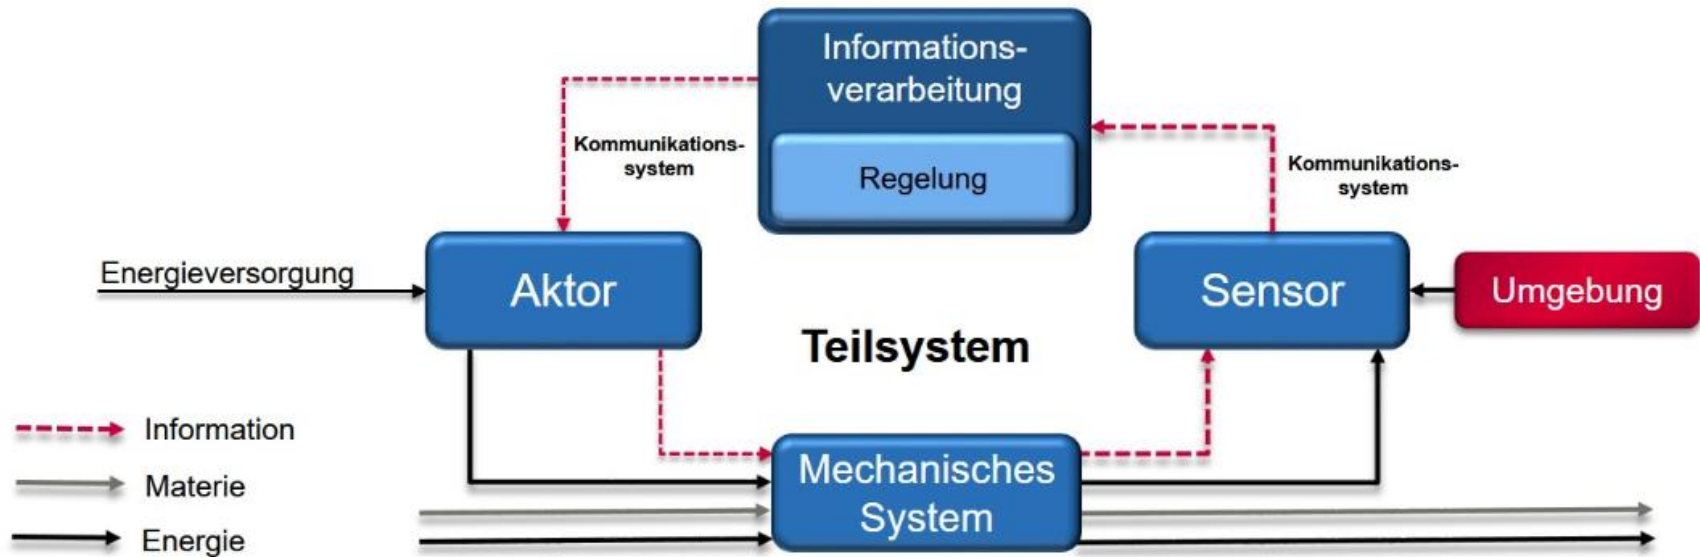 Informations-
verarbeitung
Regelung
Kommunikations-
system
Kommunikations-
system
Energieversorgung
Aktor
Sensor
Umgebung
Teilsystem
Mechanisches
System
Information
Materie
Energie